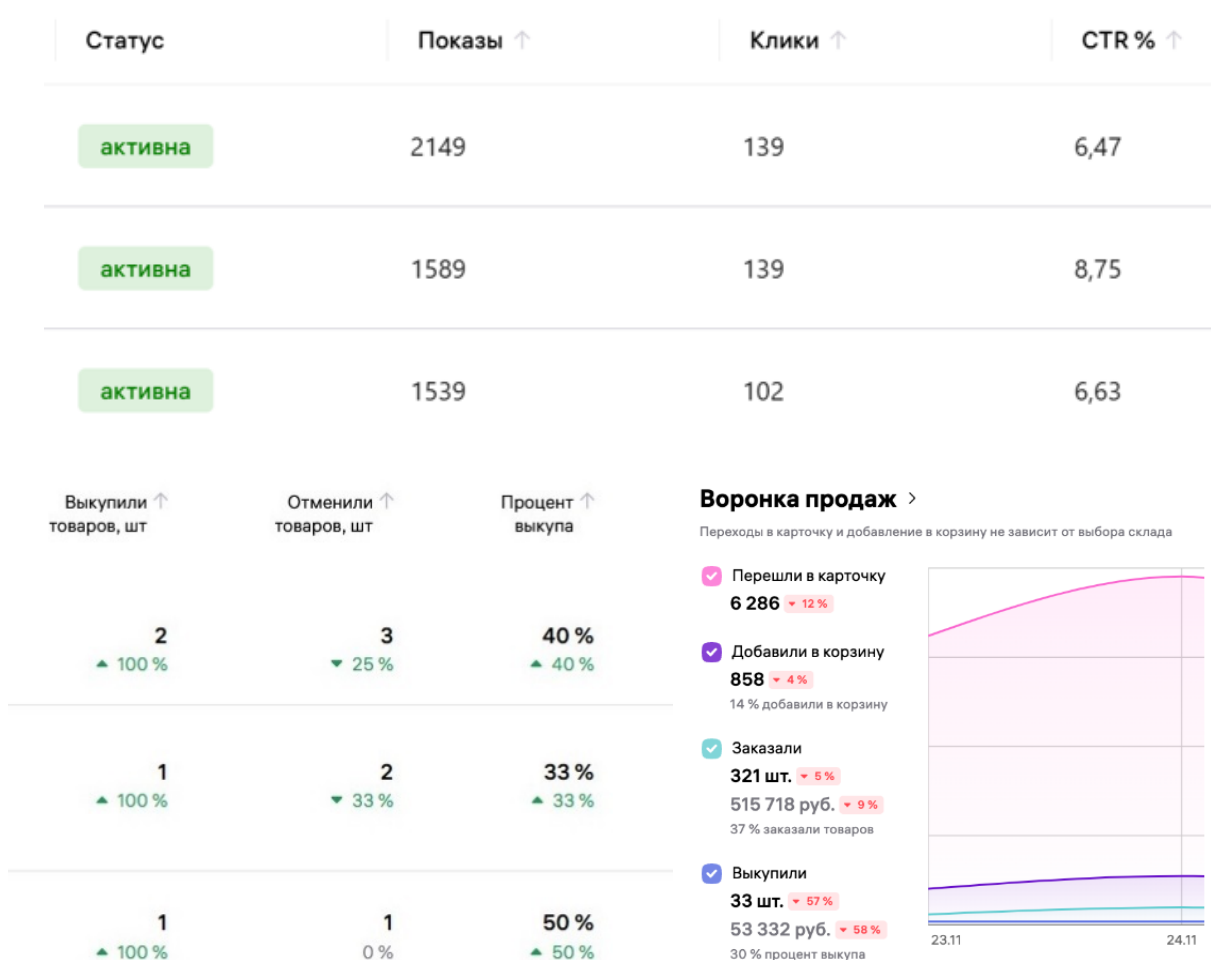 Статус Показы ↑ Клики ↑ CTR % ↑
активна 2149 139 6,47
активна 1589 139 8,75
активна 1539 102 6,63
Выкупили ↑ Отменили ↑ Процент ↑
товаров, шт товаров, шт выкупа
2 3 40 %
▲ 100 % ▼ 25 % ▲ 40 %
1 2 33 %
▲ 100 % ▼ 33 % ▲ 33 %
1 1 50 %
▲ 100 % 0 % ▲ 50 %
Воронка продаж >
Переходы в карточку и добавление в корзину не зависит от выбора склада
Перешли в карточку
6 286 ▼ 12 %
Добавили в корзину
858 ▼ 4 %
14 % добавили в корзину
Заказали
321 шт. ▼ 5 %
515 718 руб. ▼ 9 %
37 % заказали товаров
Выкупили
33 шт. ▼ 57 %
53 332 руб. ▼ 58 %
30 % процент выкупа
23.11 24.11